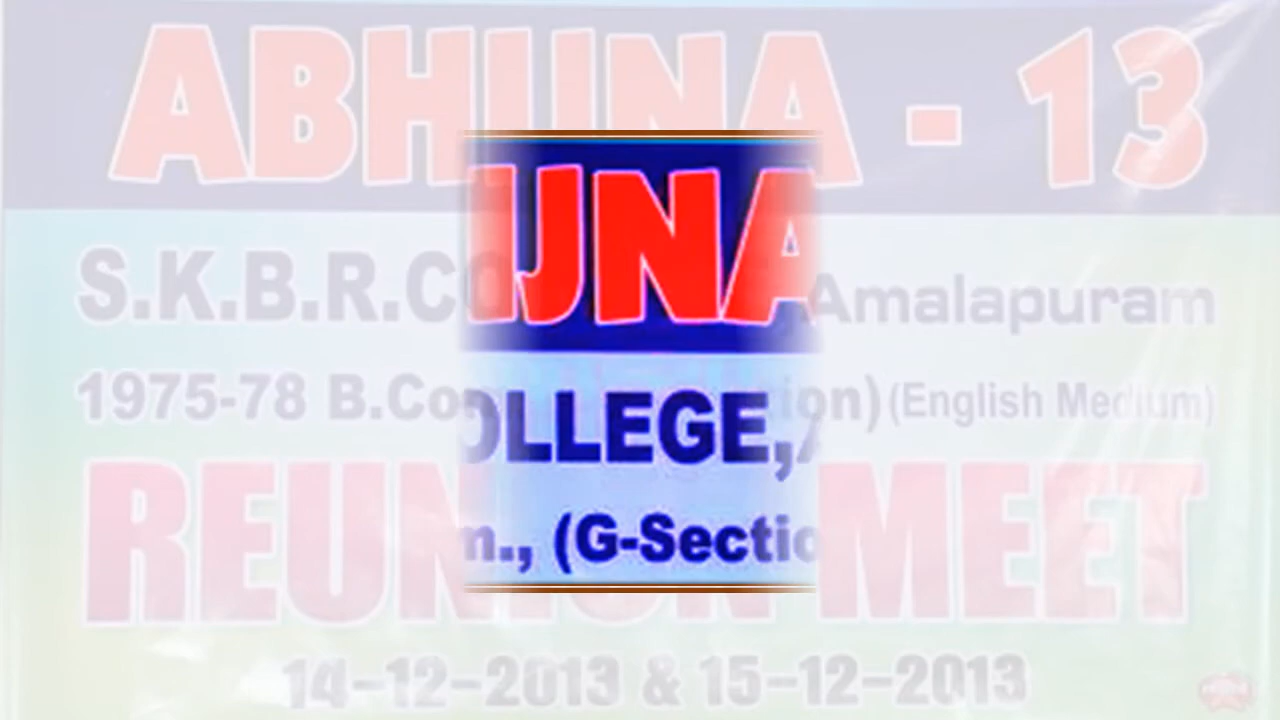 ABHIJNA - 13
S.K.B.R.COLLEGE, Amalapuram
1975-78 B.Com., (G-Section) (English Medium)
REUNION MEET
14-12-2013 & 15-12-2013